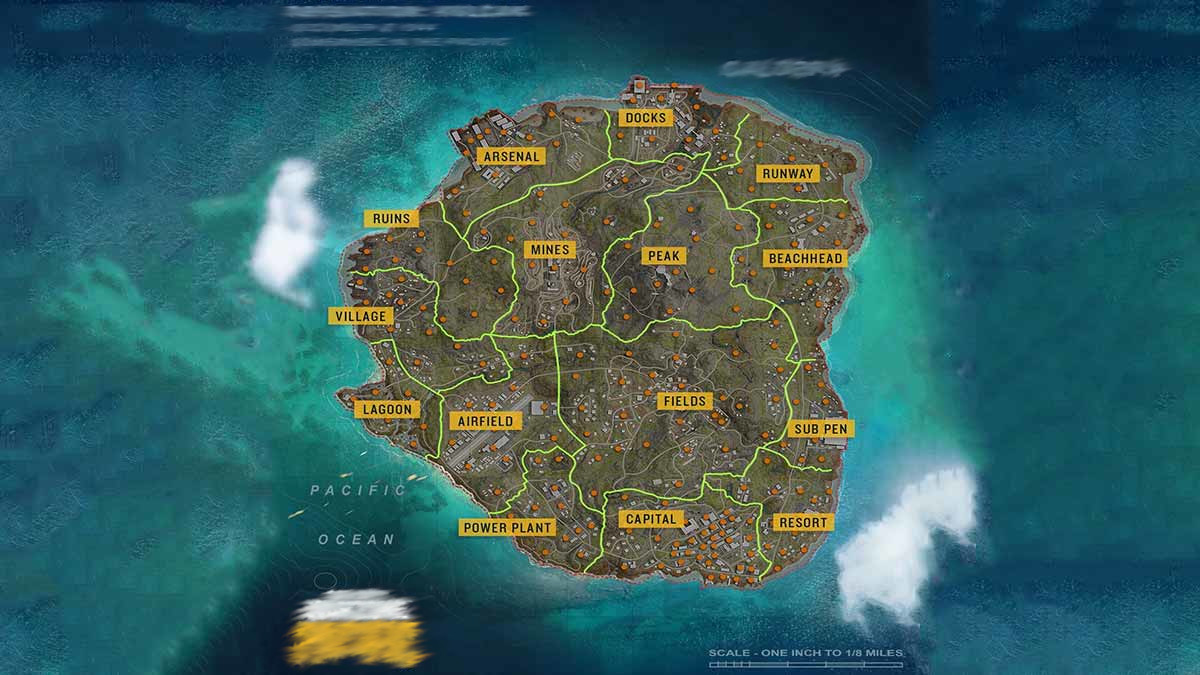 DOCKS
ARSENAL
RUNWAY
RUINS
MINES
PEAK
BEACHHEAD
VILLAGE
LAGOON
AIRFIELD
FIELDS
SUB PEN
PACIFIC
OCEAN
POWER PLANT
CAPITAL
RESORT
SCALE - ONE INCH TO 1/8 MILES